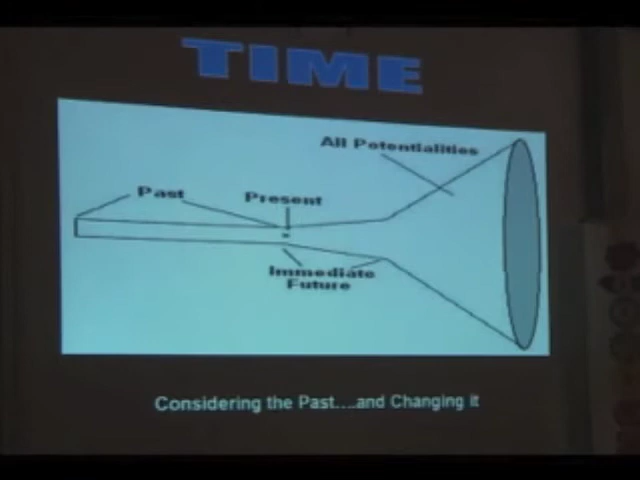 TIME
All Potentialities
Past
Present
Immediate
Future
Considering the Past....and Changing it